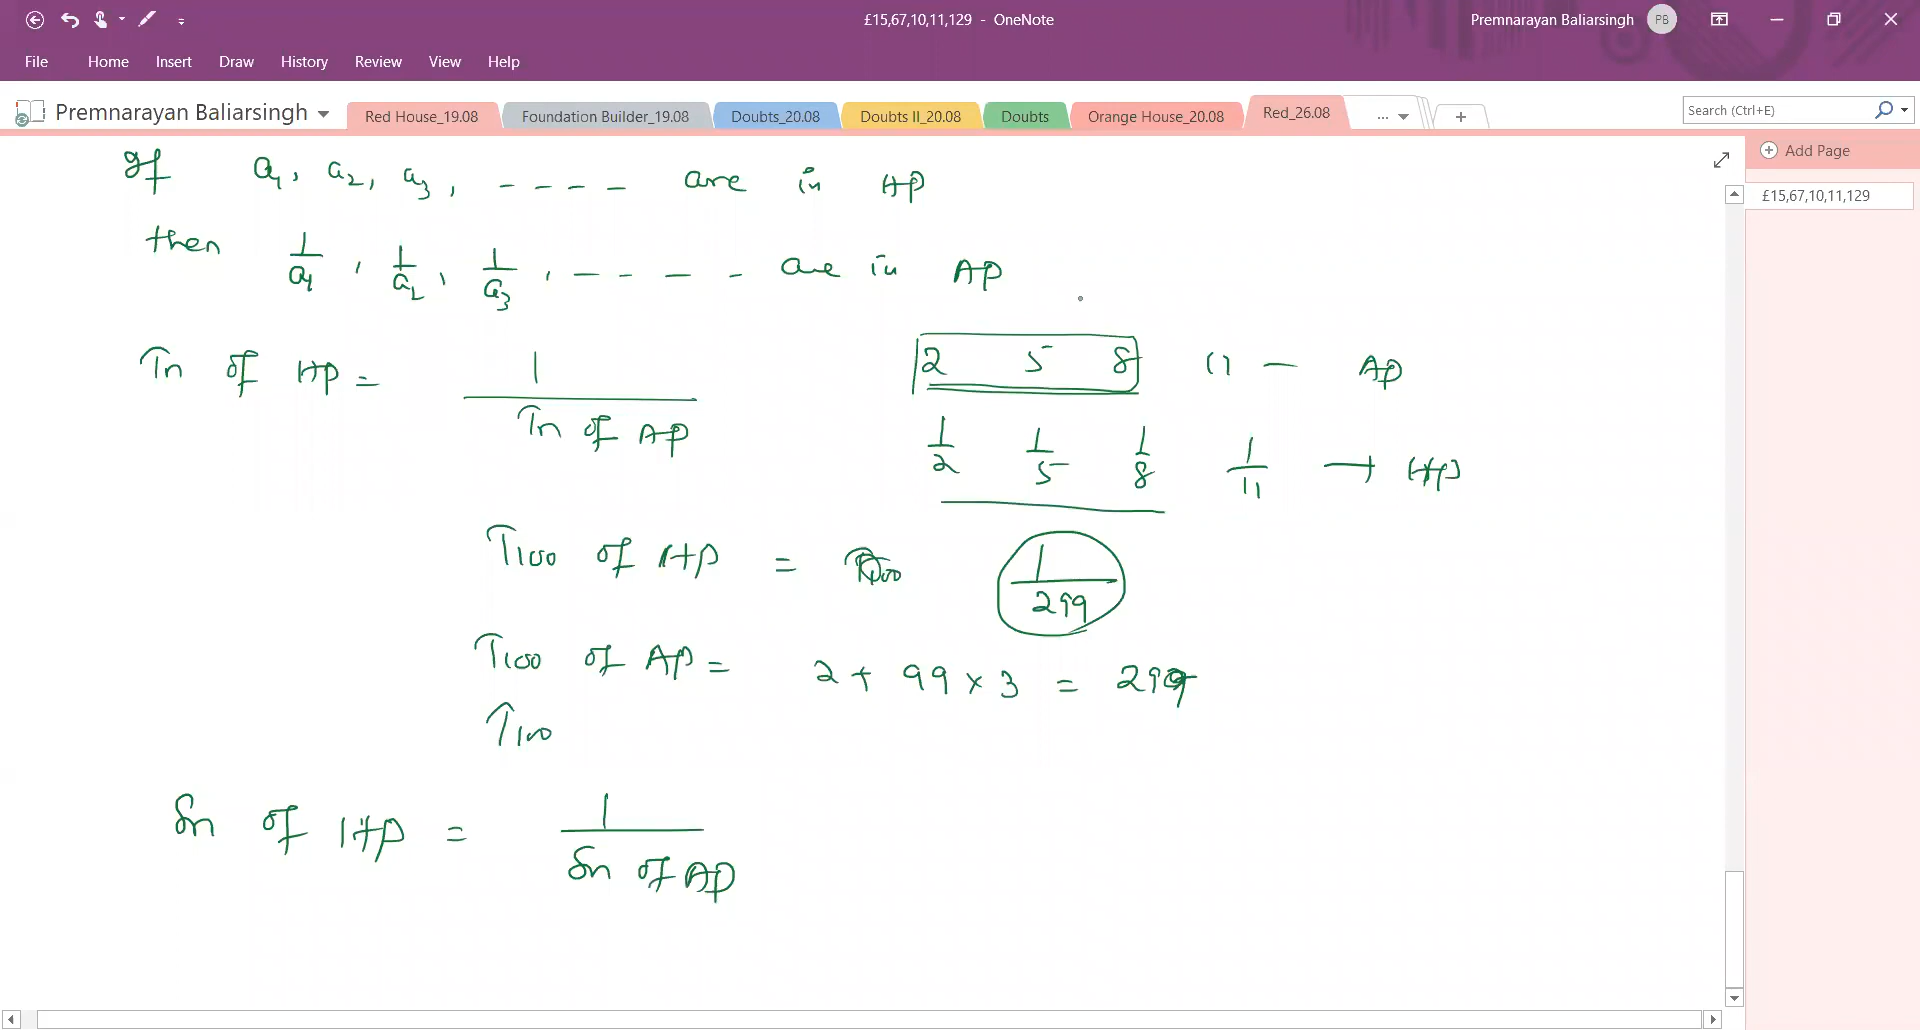 £15,67,10,11,129 - OneNote
Premnarayan Baliarsingh PB
File Home Insert Draw History Review View Help
Premnarayan Baliarsingh
Red House_19.08 Foundation Builder_19.08 Doubts_20.08 Doubts II_20.08 Doubts Orange House_20.08 Red_26.08 ... +
Search (Ctrl+E)
Add Page
£15,67,10,11,129
If a₁, a₂, a₃, ---- are in HP
then 1/a₁, 1/a₂, 1/a₃, ---- are in AP
Tn of HP = 1/(Tn of AP)
2 5 8 11 — AP
1/2 1/5 1/8 1/11 → HP
T100 of HP = 1/299
T100 of AP = 2 + 99 × 3 = 299
T100
Sn of HP = 1/(Sn of AP)